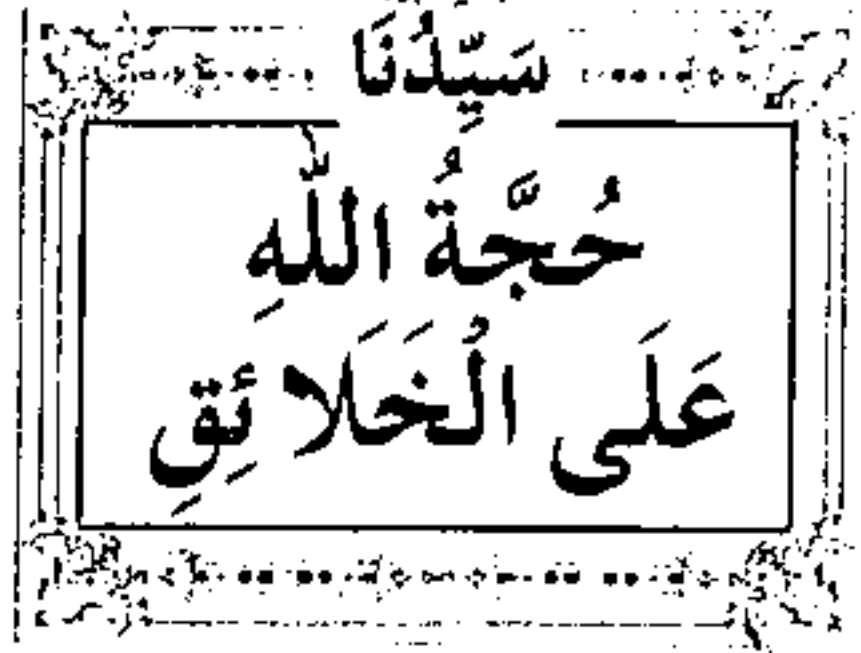 سَيِّدُنَا
حُجَّةُ اللّٰهِ
عَلَى الْخَلَائِقِ